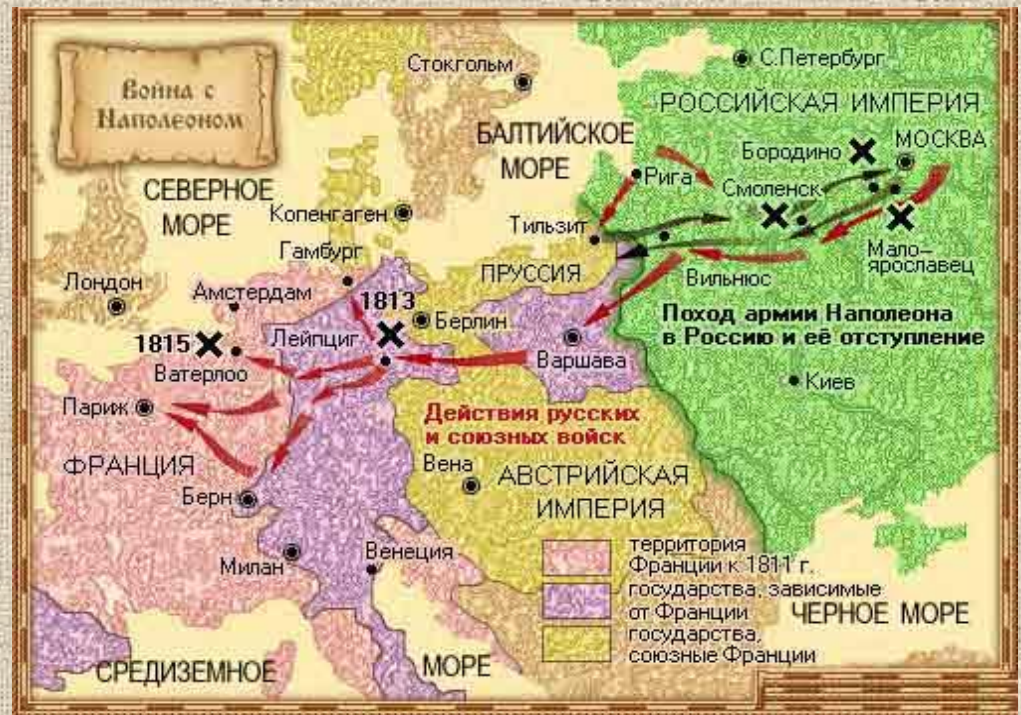 Война с
Наполеоном
Стокгольм
С.Петербург
РОССИЙСКАЯ ИМПЕРИЯ
БАЛТИЙСКОЕ
МОРЕ
Бородино
МОСКВА
СЕВЕРНОЕ
МОРЕ
Рига
Смоленск
Копенгаген
Тильзит
Мало-
ярославец
Гамбург
ПРУССИЯ
Вильнюс
Лондон
Амстердам
1813
Берлин
Поход армии Наполеона
в Россию и её отступление
1815
Лейпциг
Ватерлоо
Варшава
Киев
Париж
Действия русских
и союзных войск
ФРАНЦИЯ
Вена
АВСТРИЙСКАЯ
ИМПЕРИЯ
Берн
Милан
Венеция
территория
Франции к 1811 г.
государства, зависимые
от Франции
государства,
союзные Франции
ЧЕРНОЕ МОРЕ
СРЕДИЗЕМНОЕ
МОРЕ